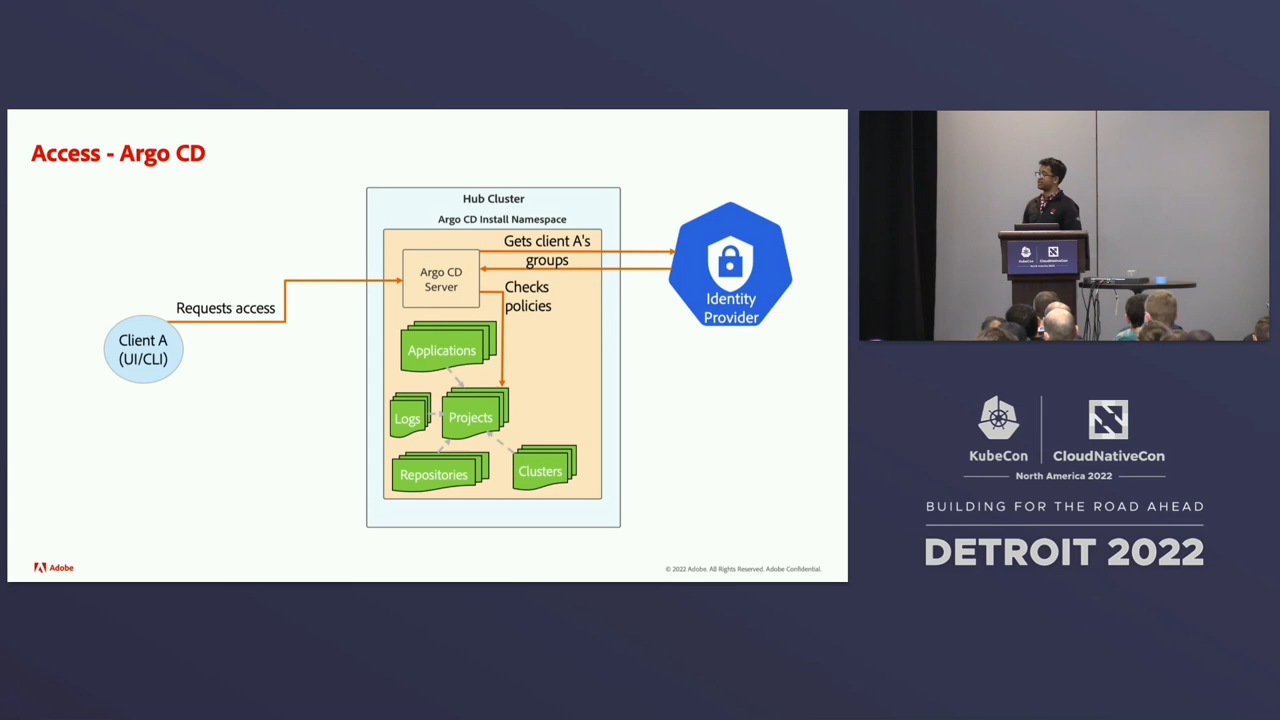 Access - Argo CD
Hub Cluster
Argo CD Install Namespace
Gets client A's
groups
Argo CD
Server
Checks
policies
Identity
Provider
Requests access
Client A
(UI/CLI)
Applications
Logs
Projects
Repositories
Clusters
Adobe
© 2022 Adobe. All Rights Reserved. Adobe Confidential.
KubeCon
CloudNativeCon
North America 2022
BUILDING FOR THE ROAD AHEAD
DETROIT 2022
KubeCon
CloudNativeCon